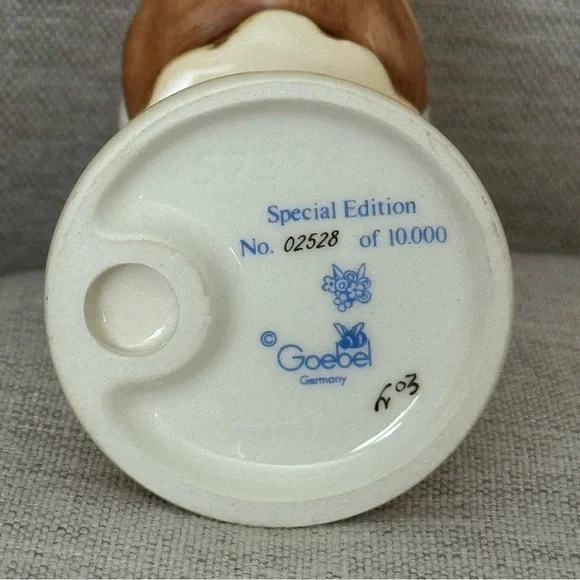 Special Edition
No. 02528 of 10.000
© Goebel
Germany